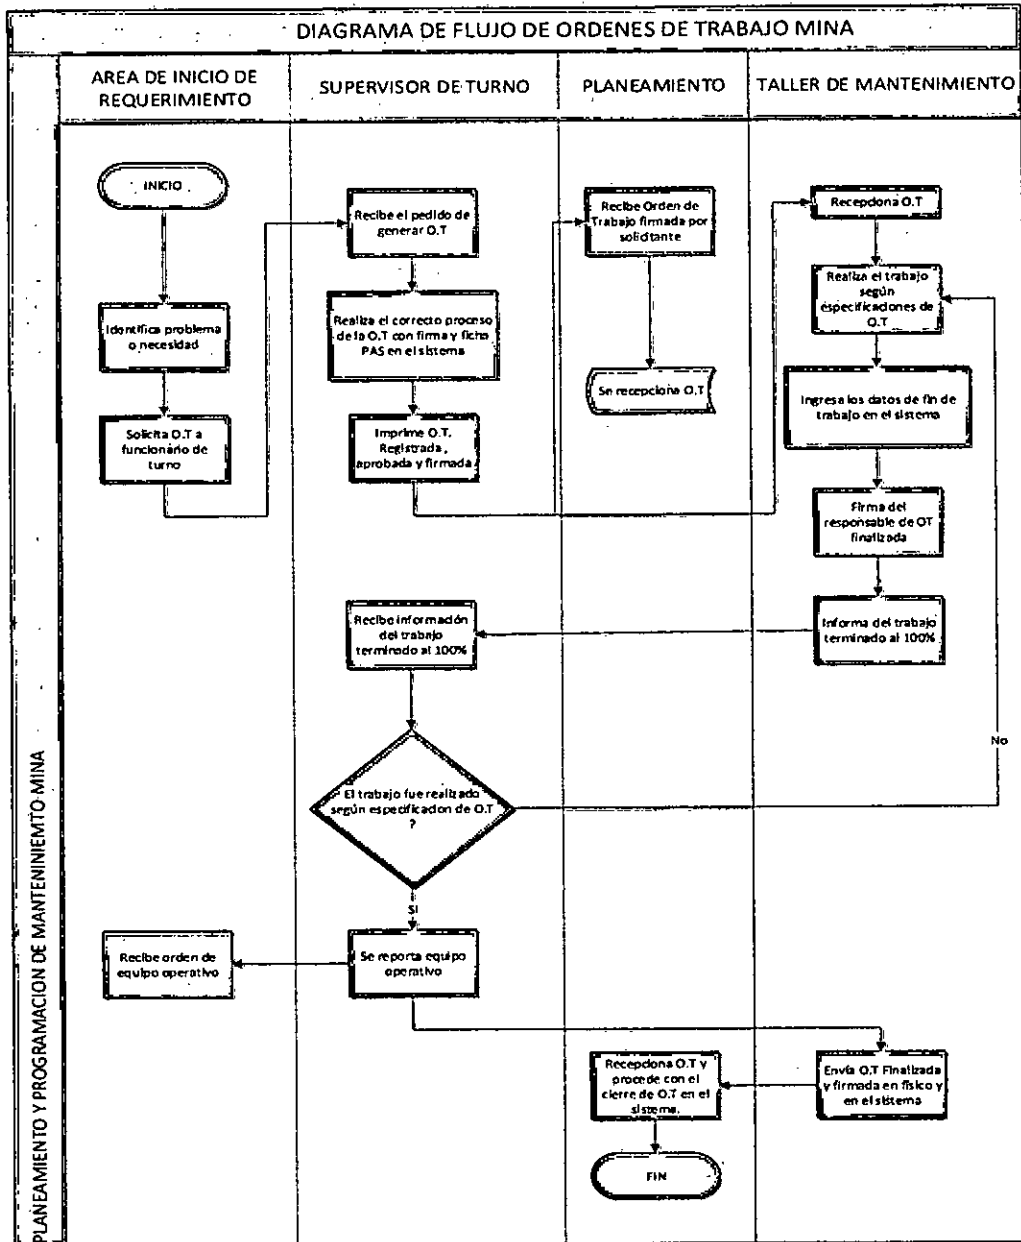 DIAGRAMA DE FLUJO DE ORDENES DE TRABAJO MINA
AREA DE INICIO DE
REQUERIMIENTO
SUPERVISOR DE TURNO
PLANEAMIENTO
TALLER DE MANTENIMIENTO
PLANEAMIENTO Y PROGRAMACION DE MANTENINIEMTO MINA
INICIO
Identifica problema
o necesidad
Solicita O.T a
funcionario de
turno
Recibe el pedido de
generar O.T
Realiza el correcto proceso
de la O.T con firma y ficha
PAS en el sistema
Imprime O.T.
Registrada,
aprobada y firmada
Recibe Orden de
Trabajo firmada por
solicitante
Se recepciona O.T
Recepciona O.T
Realiza el trabajo
según
especificaciones de
O.T
Ingresa los datos de fin de
trabajo en el sistema
Firma del
responsable de OT
finalizada
Informa del trabajo
terminado al 100%
Recibe información
del trabajo
terminado al 100%
El trabajo fue realizado
según especificacion de O.T
?
No
SI
Se reporta equipo
operativo
Recibe orden de
equipo operativo
Envía O.T Finalizada
y firmada en físico y
en el sistema
Recepciona O.T y
procede con el
cierre de O.T en el
sistema.
FIN